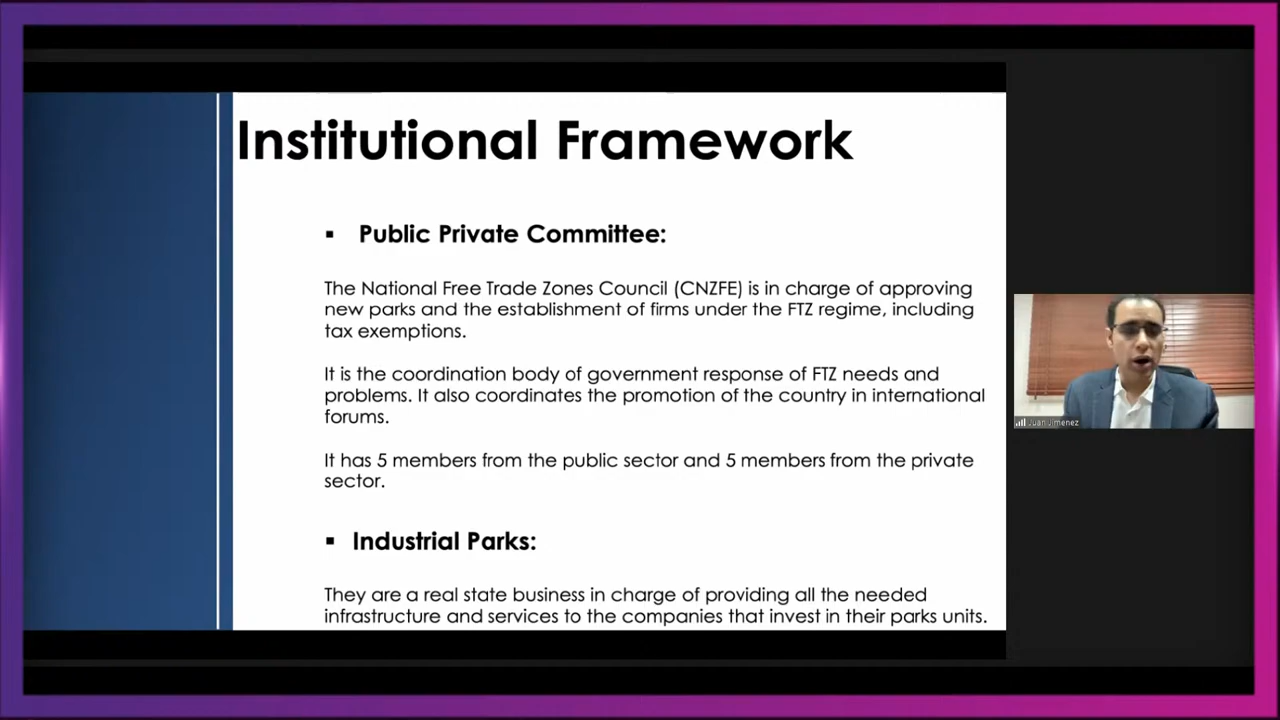 Institutional Framework
▪ Public Private Committee:
The National Free Trade Zones Council (CNZFE) is in charge of approving
new parks and the establishment of firms under the FTZ regime, including
tax exemptions.
It is the coordination body of government response of FTZ needs and
problems. It also coordinates the promotion of the country in international
forums.
It has 5 members from the public sector and 5 members from the private
sector.
▪ Industrial Parks:
They are a real state business in charge of providing all the needed
infrastructure and services to the companies that invest in their parks units.
Juan Jimenez